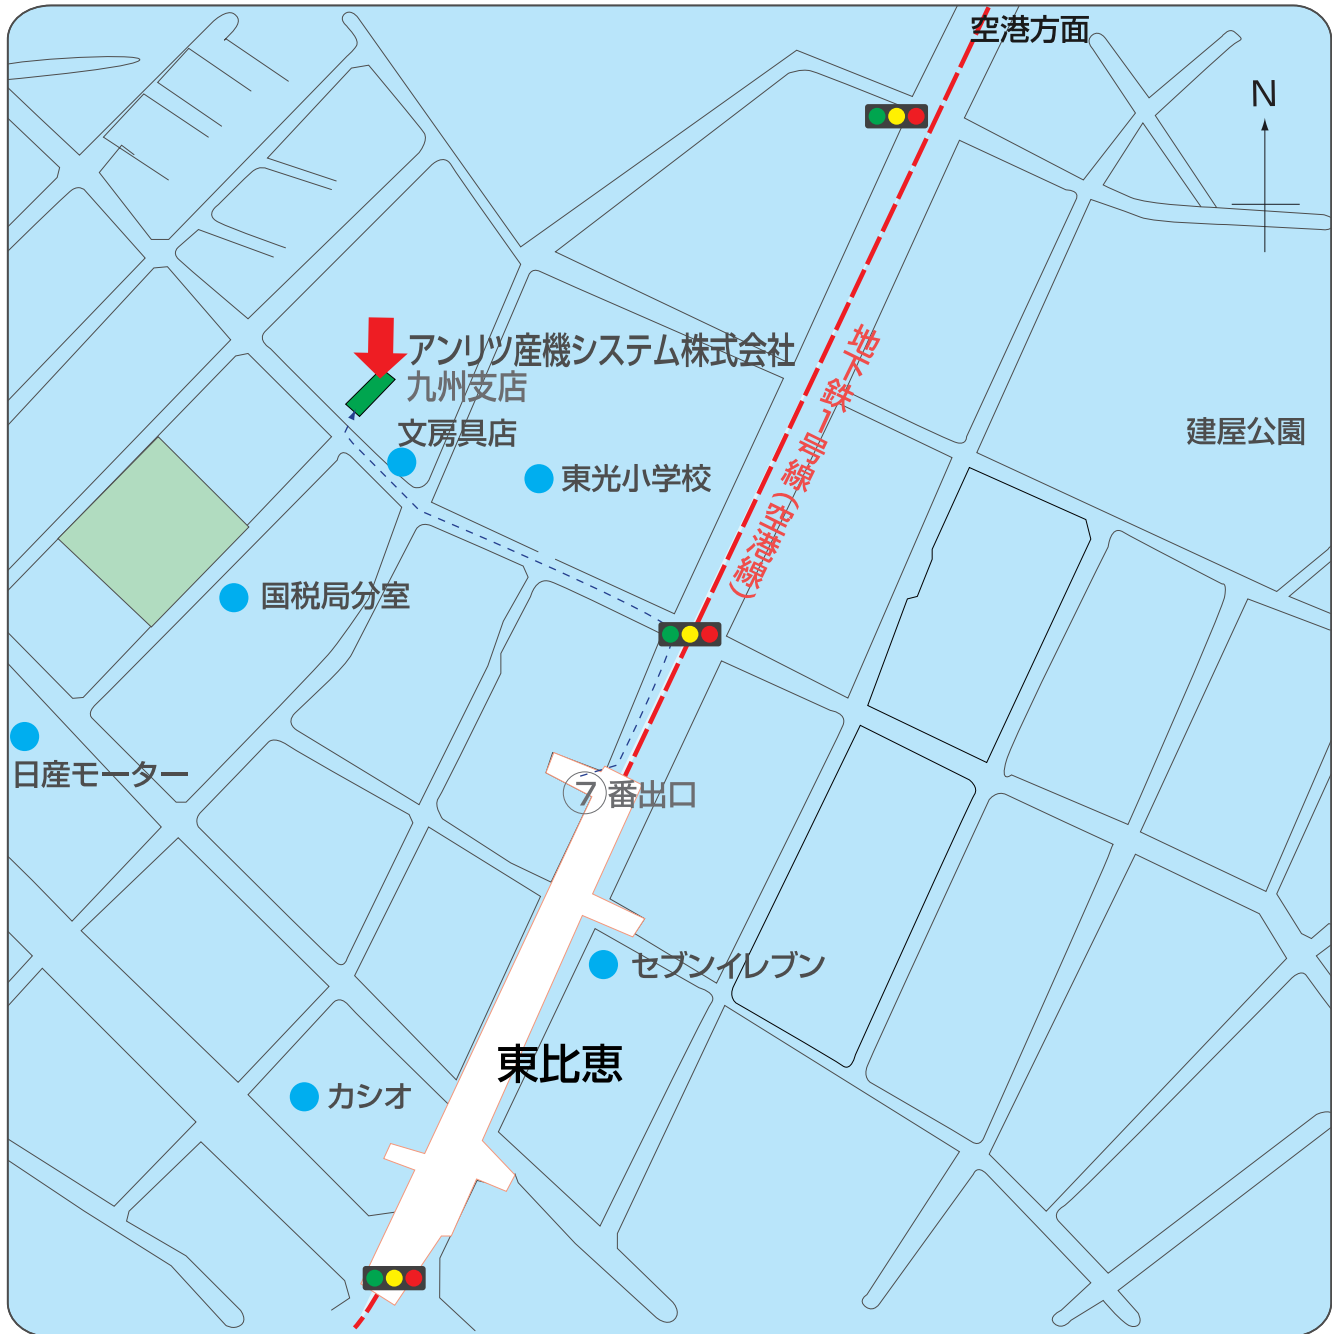 空港方面
N
地下鉄1号線(空港線)
アンリツ産機システム株式会社
九州支店
文房具店
東光小学校
建屋公園
国税局分室
日産モーター
7番出口
セブンイレブン
東比恵
カシオ